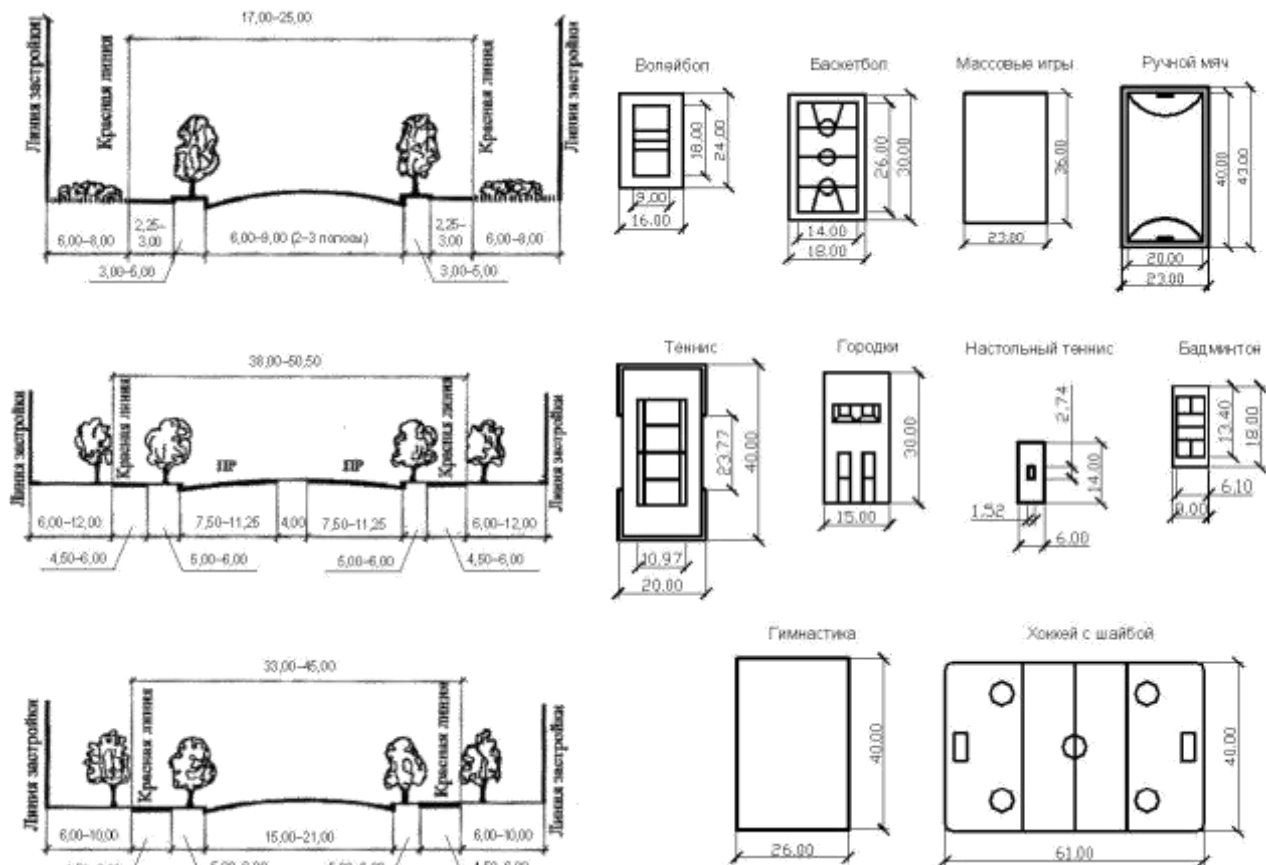 17,00–25,00
Линия застройки
Красная линия
Красная линия
Линия застройки
6,00–8,00
2,25–
3,00
6,00–9,00 (2–3 полосы)
2,25–
3,00
6,00–8,00
3,00–5,00
3,00–5,00
38,00–50,50
Линия застройки
Красная линия
ПР
ПР
Красная линия
Линия застройки
6,00–12,00
7,50–11,25
4,00
7,50–11,25
6,00–12,00
4,50–6,00
5,00–6,00
5,00–6,00
4,50–6,00
33,00–45,00
Линия застройки
Красная линия
Красная линия
Линия застройки
6,00–10,00
15,00–21,00
6,00–10,00
Волейбол
18.00
24.00
9.00
16.00
Баскетбол
26.00
30.00
14.00
18.00
Массовые игры
36.00
23.00
Ручной мяч
40.00
43.00
20.00
23.00
Теннис
23.77
40.00
10.97
20.00
Городки
30.00
15.00
Настольный теннис
2.74
14.00
1.52
6.00
Бадминтон
13.40
18.00
6.10
Гимнастика
40.00
26.00
Хоккей с шайбой
40.00
61.00